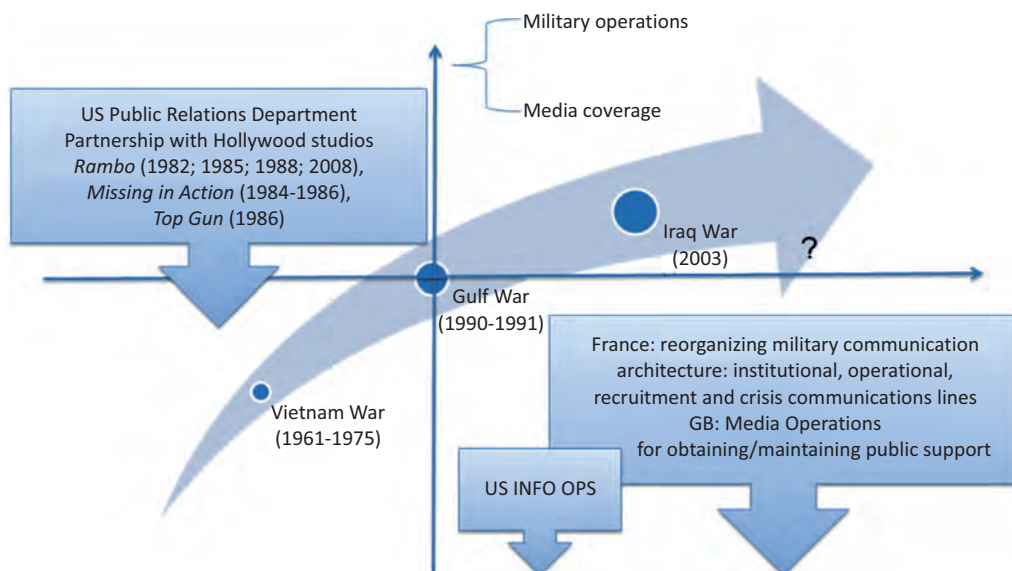 Military operations
Media coverage
US Public Relations Department
Partnership with Hollywood studios
Rambo (1982; 1985; 1988; 2008),
Missing in Action (1984-1986),
Top Gun (1986)
Iraq War
(2003)
?
Gulf War
(1990-1991)
Vietnam War
(1961-1975)
France: reorganizing military communication
architecture: institutional, operational,
recruitment and crisis communications lines
GB: Media Operations
for obtaining/maintaining public support
US INFO OPS